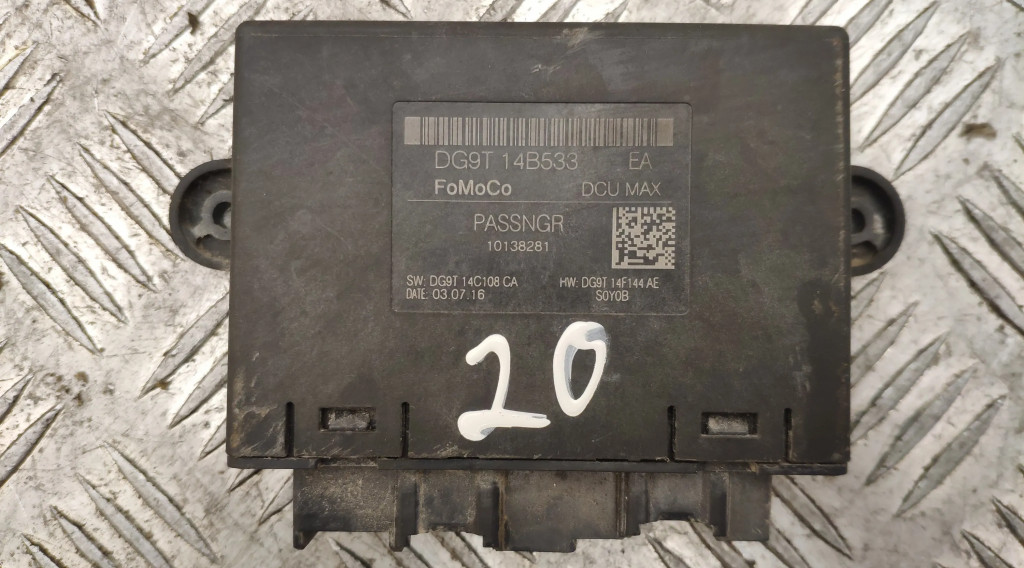 DG9T 14B533 EA
FoMoCo DCU MAX
PASSNGR
10138281
SW: DG9T 14C108 CA HW: DG9T 14F144 AE
DATE: 03.07.16 S0Y0B
20